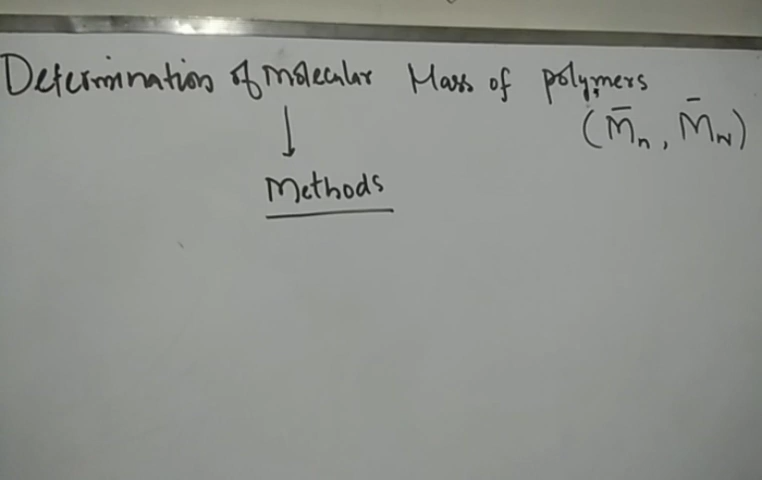 Determination of molecular Mass of polymers
(M̄n, M̄w)
↓
Methods